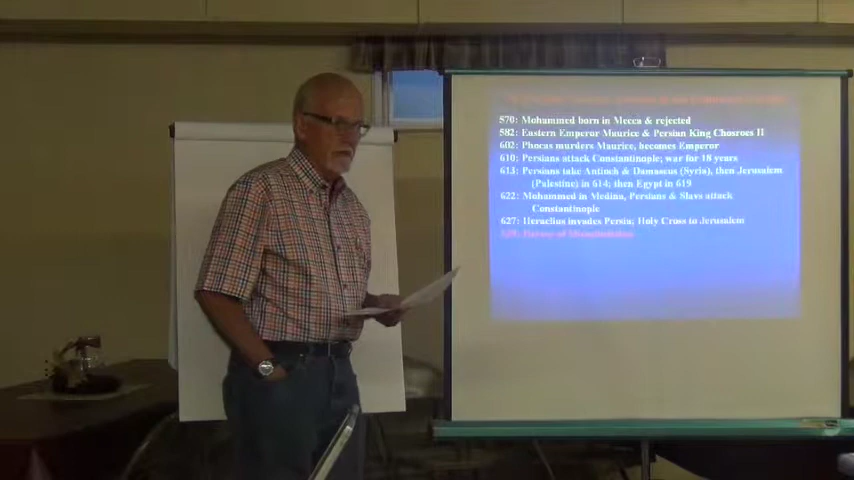 570: Mohammed born in Mecca & rejected
582: Eastern Emperor Maurice & Persian King Chosroes II
602: Phocas murders Maurice, becomes Emperor
610: Persians attack Constantinople; war for 18 years
613: Persians take Antioch & Damascus (Syria), then Jerusalem
(Palestine) in 614; then Egypt in 619
622: Mohammed in Medina, Persians & Slavs attack
Constantinople
627: Heraclius invades Persia; Holy Cross to Jerusalem